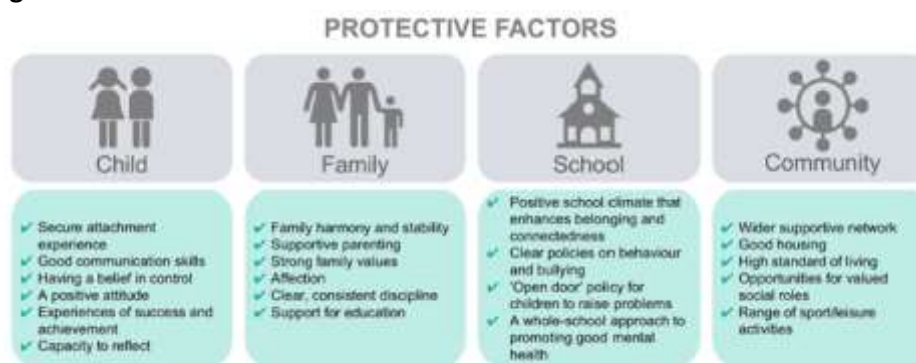 PROTECTIVE FACTORS
Child
Family
School
Community
✔ Secure attachment
experience
✔ Good communication skills
✔ Having a belief in control
✔ A positive attitude
✔ Experiences of success and
achievement
✔ Capacity to reflect
✔ Family harmony and stability
✔ Supportive parenting
✔ Strong family values
✔ Affection
✔ Clear, consistent discipline
✔ Support for education
✔ Positive school climate that
enhances belonging and
connectedness
✔ Clear policies on behaviour
and bullying
✔ 'Open door' policy for
children to raise problems
✔ A whole-school approach to
promoting good mental
health
✔ Wider supportive network
✔ Good housing
✔ High standard of living
✔ Opportunities for valued
social roles
✔ Range of sport/leisure
activities